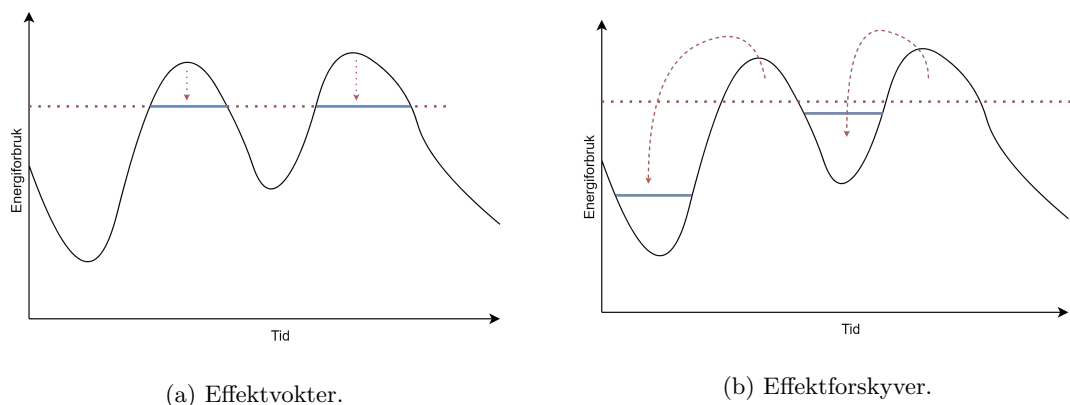 Energiforbruk
Tid
(a) Effektvokter.
Energiforbruk
Tid
(b) Effektforskyver.